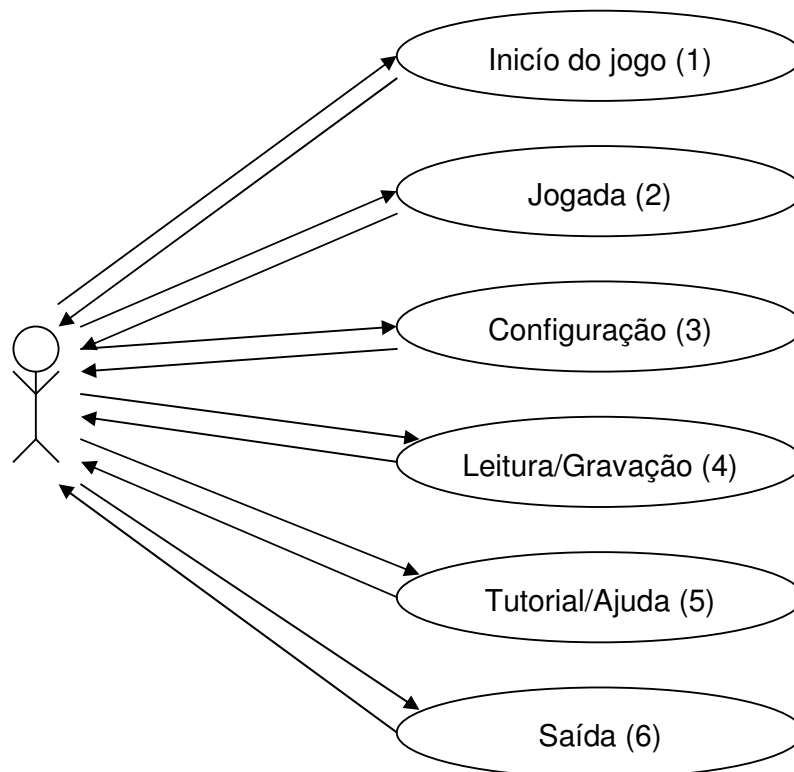 Inicío do jogo (1)
Jogada (2)
Configuração (3)
Leitura/Gravação (4)
Tutorial/Ajuda (5)
Saída (6)